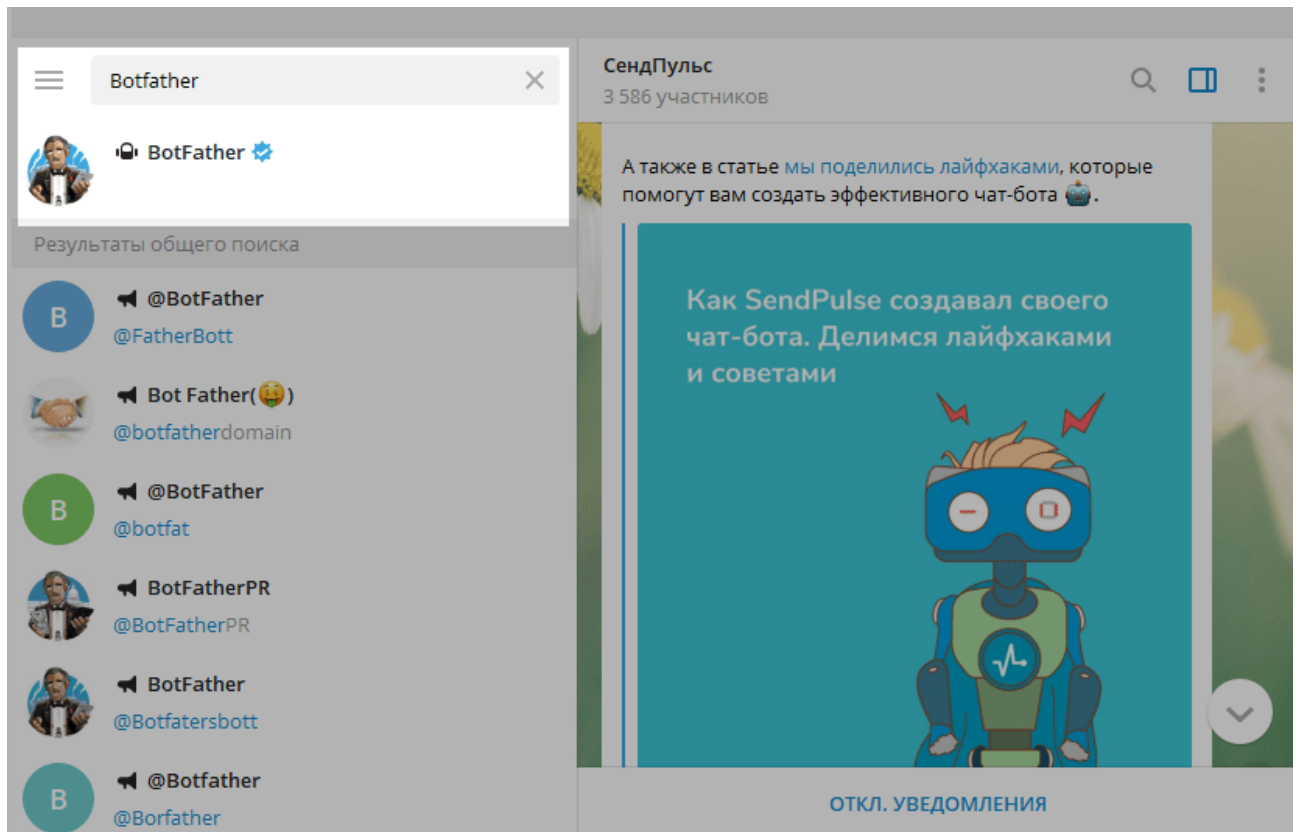 Botfather
BotFather
Результаты общего поиска
B
@BotFather
@FatherBott
Bot Father(🤑)
@botfatherdomain
B
@BotFather
@botfat
BotFatherPR
@BotFatherPR
BotFather
@Botfatersbott
B
@Botfather
@Borfather
СендПульс
3 586 участников
А также в статье мы поделились лайфхаками, которые
помогут вам создать эффективного чат-бота 🤖.
Как SendPulse создавал своего
чат-бота. Делимся лайфхаками
и советами
ОТКЛ. УВЕДОМЛЕНИЯ